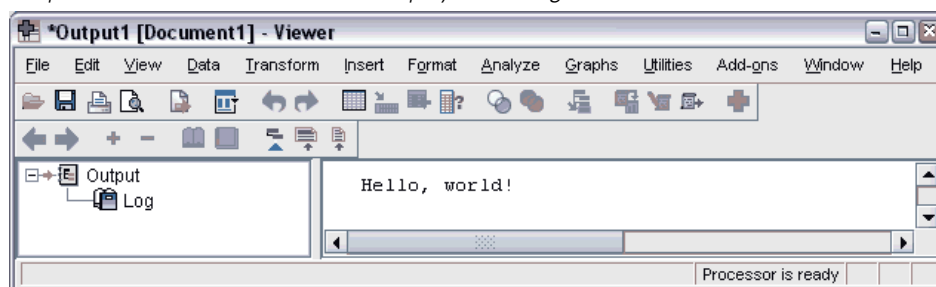 *Output1 [Document1] - Viewer
File Edit View Data Transform Insert Format Analyze Graphs Utilities Add-ons Window Help
Output
Log
Hello, world!
Processor is ready